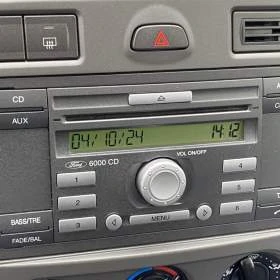 CD
AUX
04/10/24 14:12
Ford 6000 CD
VOL ON/OFF
1
4
2
5
3
6
MENU
BASS/TRE
FADE/BAL